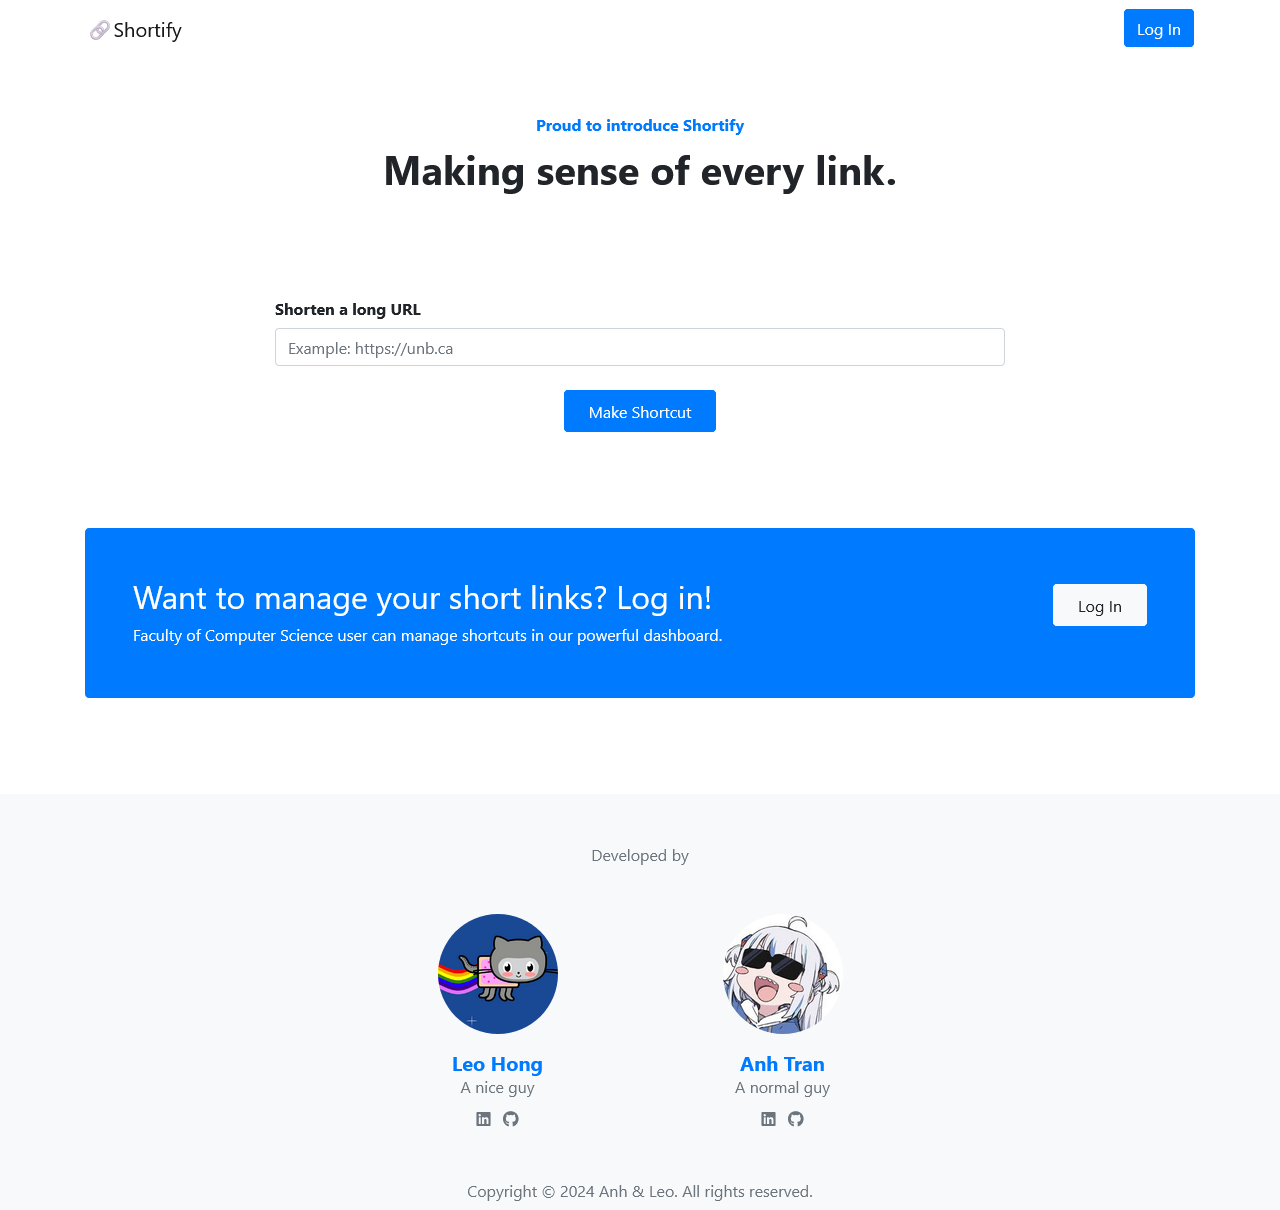 Shortify
Log In
Proud to introduce Shortify
Making sense of every link.
Shorten a long URL
Example: https://unb.ca
Make Shortcut
Want to manage your short links? Log in!
Log In
Faculty of Computer Science user can manage shortcuts in our powerful dashboard.
Developed by
Leo Hong
Anh Tran
A nice guy
A normal guy
Copyright © 2024 Anh & Leo. All rights reserved.